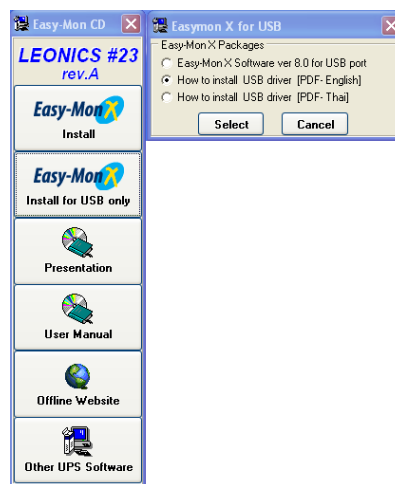 Easy-Mon CD
LEONICS #23
rev.A
Easy-Mon X
Install
Easy-Mon X
Install for USB only
Presentation
User Manual
Offline Website
Other UPS Software
Easymon X for USB
Easy-Mon X Packages
Easy-Mon X Software ver 8.0 for USB port
How to install USB driver [PDF- English]
How to install USB driver [PDF- Thai]
Select Cancel